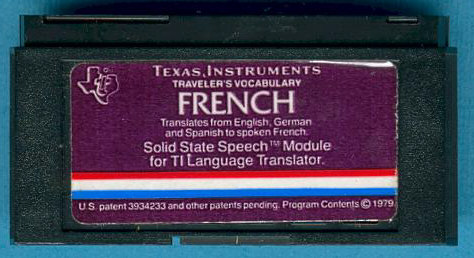 TEXAS INSTRUMENTS
TRAVELER'S VOCABULARY
FRENCH
Translates from English, German
and Spanish to spoken French.
Solid State Speech™ Module
for TI Language Translator.
U.S. patent 3934233 and other patents pending. Program Contents © 1979